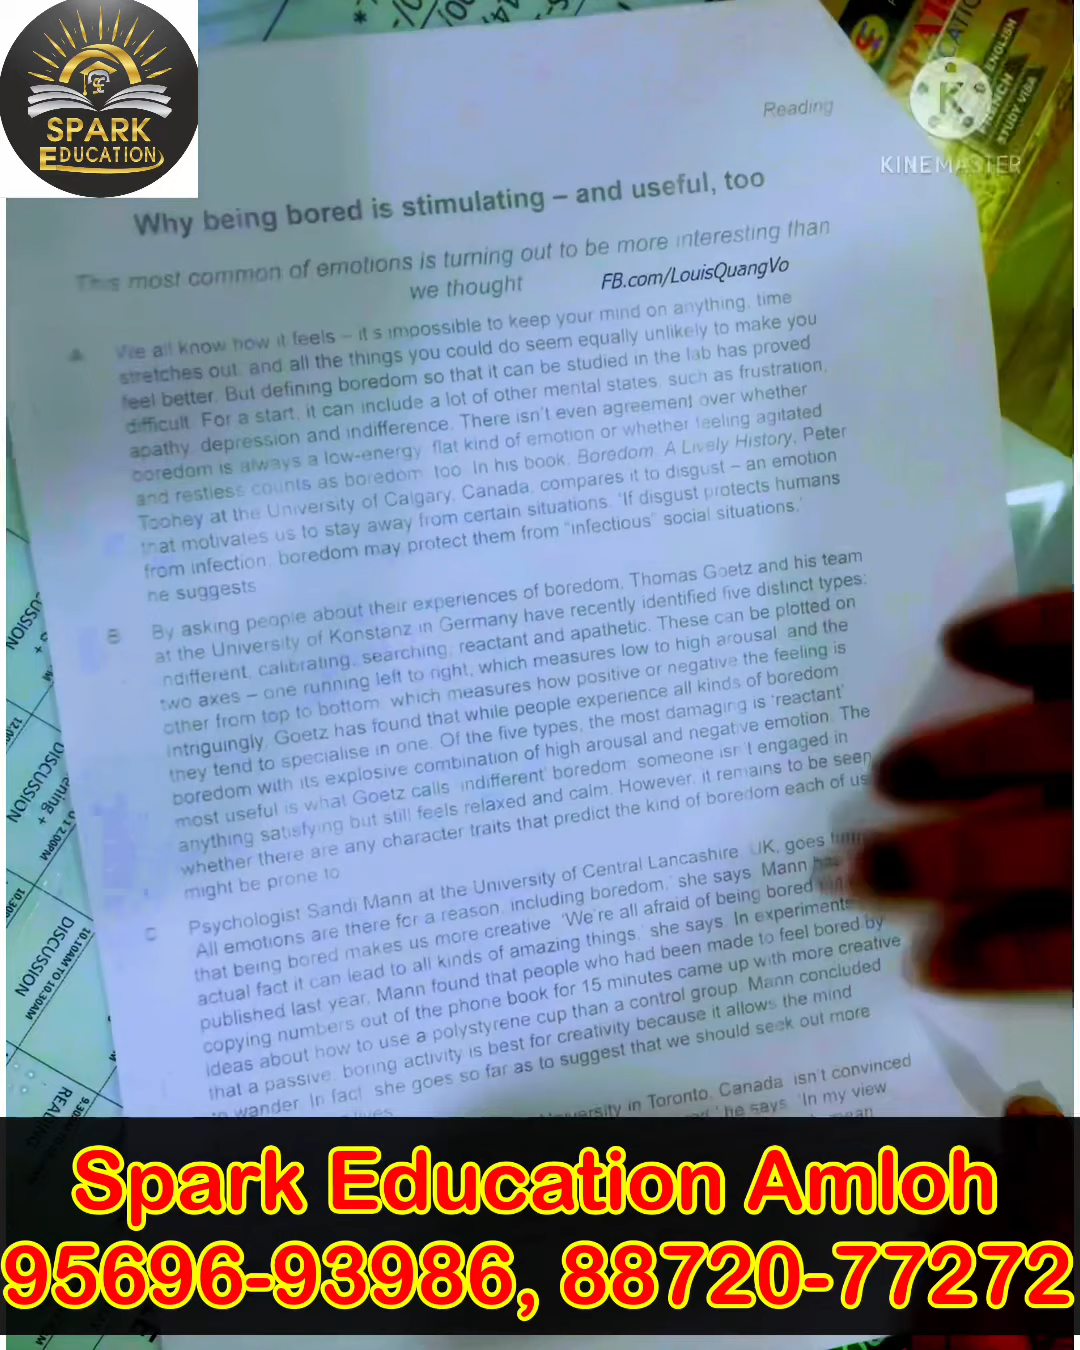 SPARK
EDUCATION
Reading
KINEMASTER
ENGLISH
STUDY VISA
Why being bored is stimulating – and useful, too
This most common of emotions is turning out to be more interesting than
we thought
FB.com/LouisQuangVo
A
We all know how it feels – it s impossible to keep your mind on anything, time
stretches out, and all the things you could do seem equally unlikely to make you
feel better. But defining boredom so that it can be studied in the lab has proved
difficult. For a start, it can include a lot of other mental states, such as frustration,
apathy, depression and indifference. There isn't even agreement over whether
boredom is always a low-energy, flat kind of emotion or whether feeling agitated
and restless counts as boredom, too. In his book, Boredom: A Lively History, Peter
Toohey at the University of Calgary, Canada, compares it to disgust – an emotion
that motivates us to stay away from certain situations. 'If disgust protects humans
from infection, boredom may protect them from "infectious" social situations,'
he suggests
B
By asking people about their experiences of boredom, Thomas Goetz and his team
at the University of Konstanz in Germany have recently identified five distinct types:
indifferent, calibrating, searching, reactant and apathetic. These can be plotted on
two axes – one running left to right, which measures low to high arousal, and the
other from top to bottom, which measures how positive or negative the feeling is
Intriguingly, Goetz has found that while people experience all kinds of boredom,
they tend to specialise in one. Of the five types, the most damaging is 'reactant'
boredom with its explosive combination of high arousal and negative emotion. The
most useful is what Goetz calls 'indifferent' boredom: someone isn't engaged in
anything satisfying but still feels relaxed and calm. However, it remains to be seen
whether there are any character traits that predict the kind of boredom each of us
might be prone to
C
Psychologist Sandi Mann at the University of Central Lancashire, UK, goes
All emotions are there for a reason, including boredom,' she says. Mann
that being bored makes us more creative. 'We're all afraid of being bored
actual fact it can lead to all kinds of amazing things,' she says. In experiments
published last year, Mann found that people who had been made to feel bored by
copying numbers out of the phone book for 15 minutes came up with more creative
ideas about how to use a polystyrene cup than a control group. Mann concluded
that a passive, boring activity is best for creativity because it allows the mind
to wander. In fact, she goes so far as to suggest that we should seek out more
lives
University in Toronto, Canada, isn't convinced
he says. 'In my view
mean
DISCUSSION
10.10AM TO 10.30AM
DISCUSSION
Spark Education Amloh
95696-93986, 88720-77272